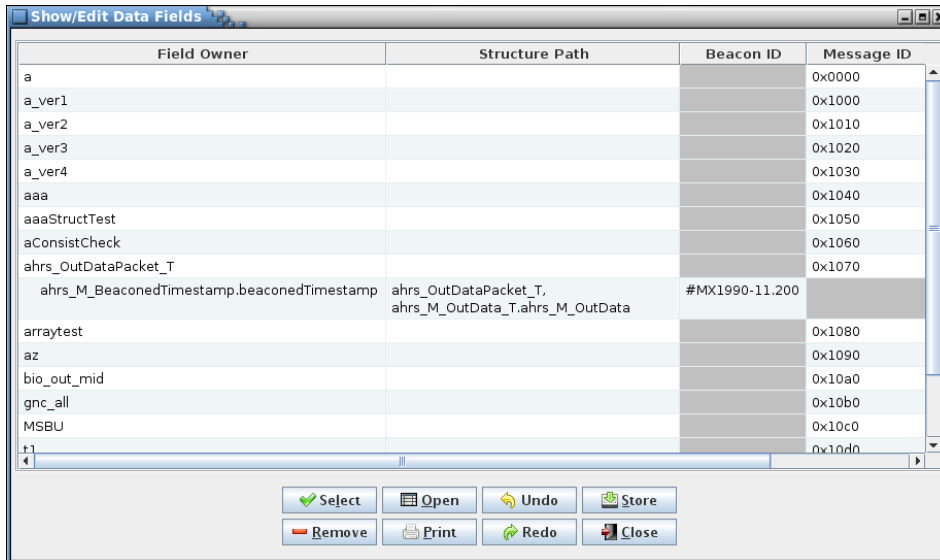 Show/Edit Data Fields
Field Owner Structure Path Beacon ID Message ID
a 0x0000
a_ver1 0x1000
a_ver2 0x1010
a_ver3 0x1020
a_ver4 0x1030
aaa 0x1040
aaaStructTest 0x1050
aConsistCheck 0x1060
ahrs_OutDataPacket_T 0x1070
ahrs_M_BeaconedTimestamp.beaconedTimestamp ahrs_OutDataPacket_T, #MX1990-11.200
ahrs_M_OutData_T.ahrs_M_OutData
arraytest 0x1080
az 0x1090
bio_out_mid 0x10a0
gnc_all 0x10b0
MSBU 0x10c0
t1 0x10d0
Select Open Undo Store
Remove Print Redo Close